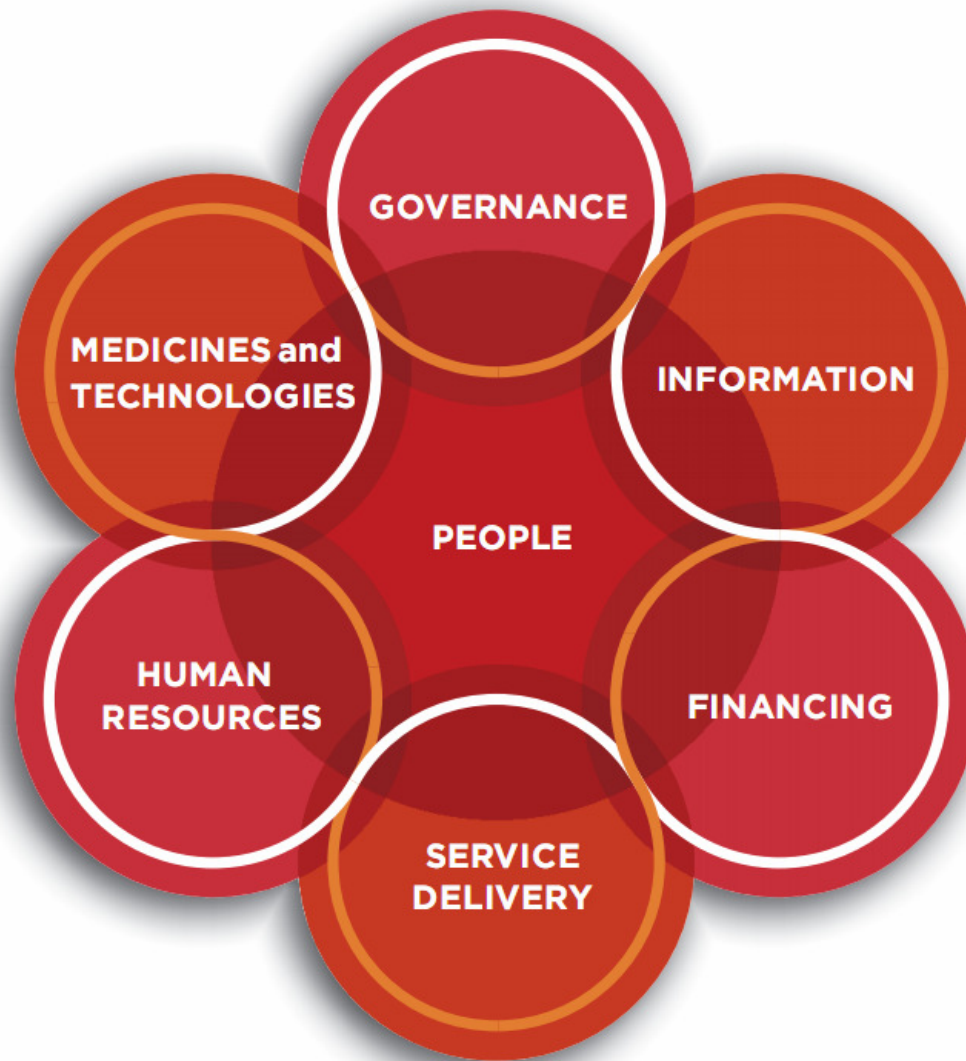 GOVERNANCE
MEDICINES and
TECHNOLOGIES
INFORMATION
PEOPLE
HUMAN
RESOURCES
FINANCING
SERVICE
DELIVERY